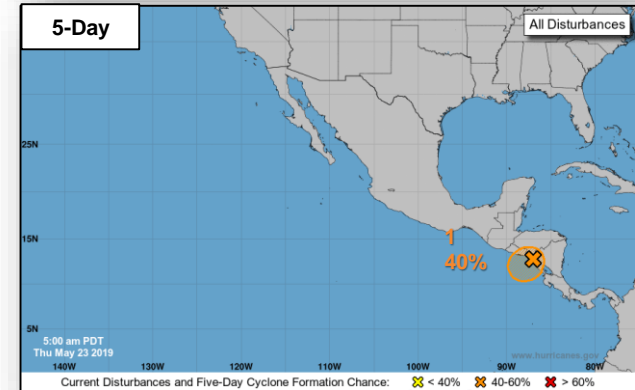 5-Day
All Disturbances
25N
15N
1
40%
5N
5:00 am PDT
Thu May 23 2019
www.hurricanes.gov
140W 130W 120W 110W 100W 90W 80W
Current Disturbances and Five-Day Cyclone Formation Chance: < 40% 40-60% > 60%